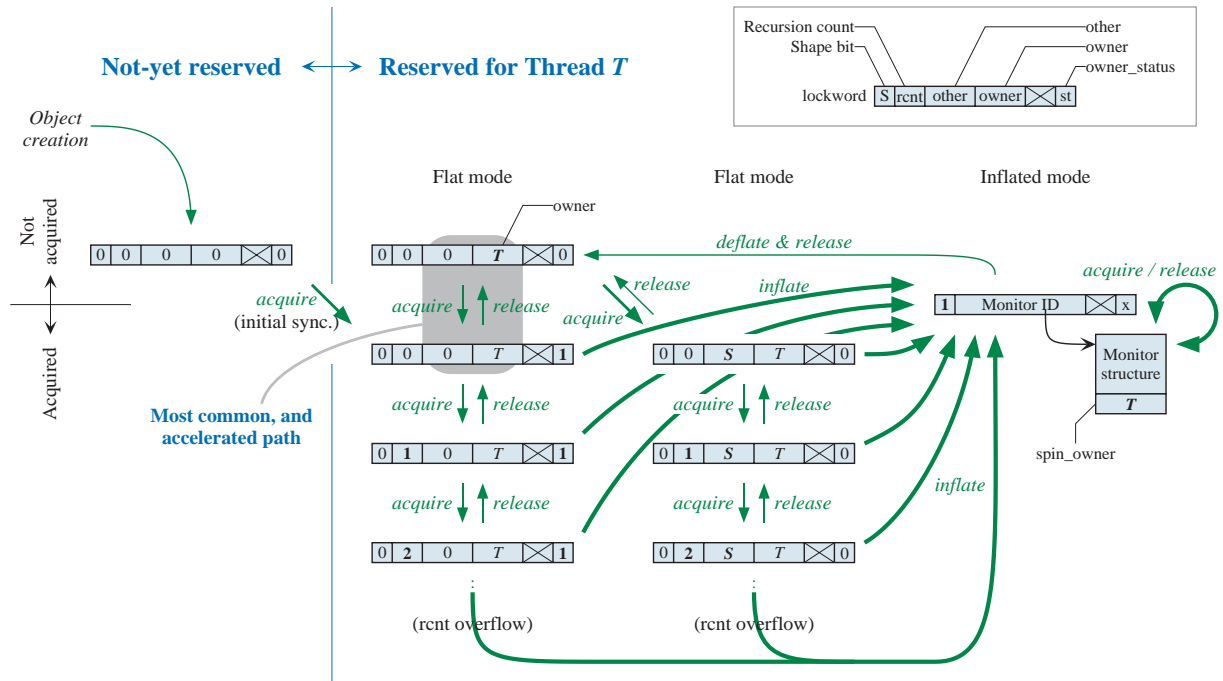 Recursion count
other
Shape bit
owner
owner_status
lockword
S rcnt other owner st
Not-yet reserved
Reserved for Thread T
Object
creation
Flat mode
Flat mode
Inflated mode
owner
Not
acquired
Acquired
0 0 0 0 0
0 0 0 T 0
deflate & release
acquire
(initial sync.)
acquire
release
release
acquire
inflate
acquire / release
1 Monitor ID x
0 0 0 T 1
0 0 S T 0
Monitor
structure
T
spin_owner
Most common, and
accelerated path
acquire
release
acquire
release
0 1 0 T 1
0 1 S T 0
acquire
release
acquire
release
inflate
0 2 0 T 1
0 2 S T 0
(rcnt overflow)
(rcnt overflow)